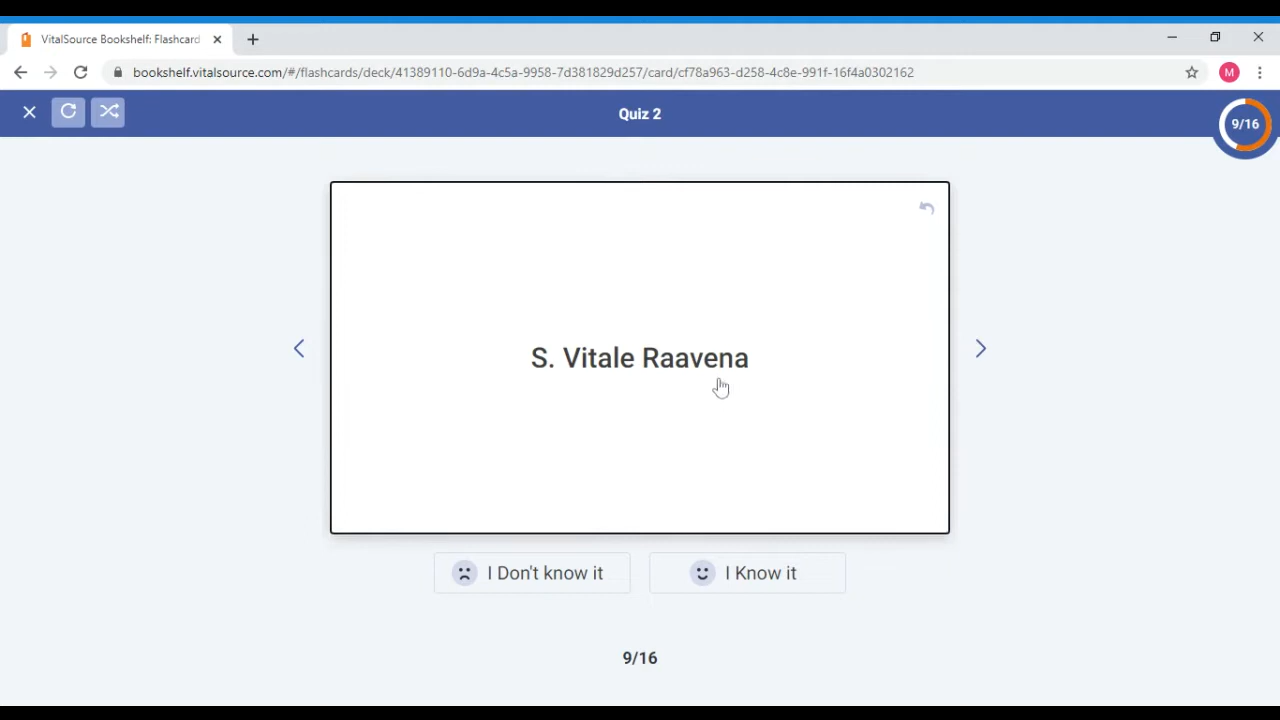 VitalSource Bookshelf: Flashcard
bookshelf.vitalsource.com/#/flashcards/deck/41389110-6d9a-4c5a-9958-7d381829d257/card/cf78a963-d258-4c8e-991f-16f4a0302162
M
Quiz 2
9/16
S. Vitale Raavena
I Don't know it
I Know it
9/16